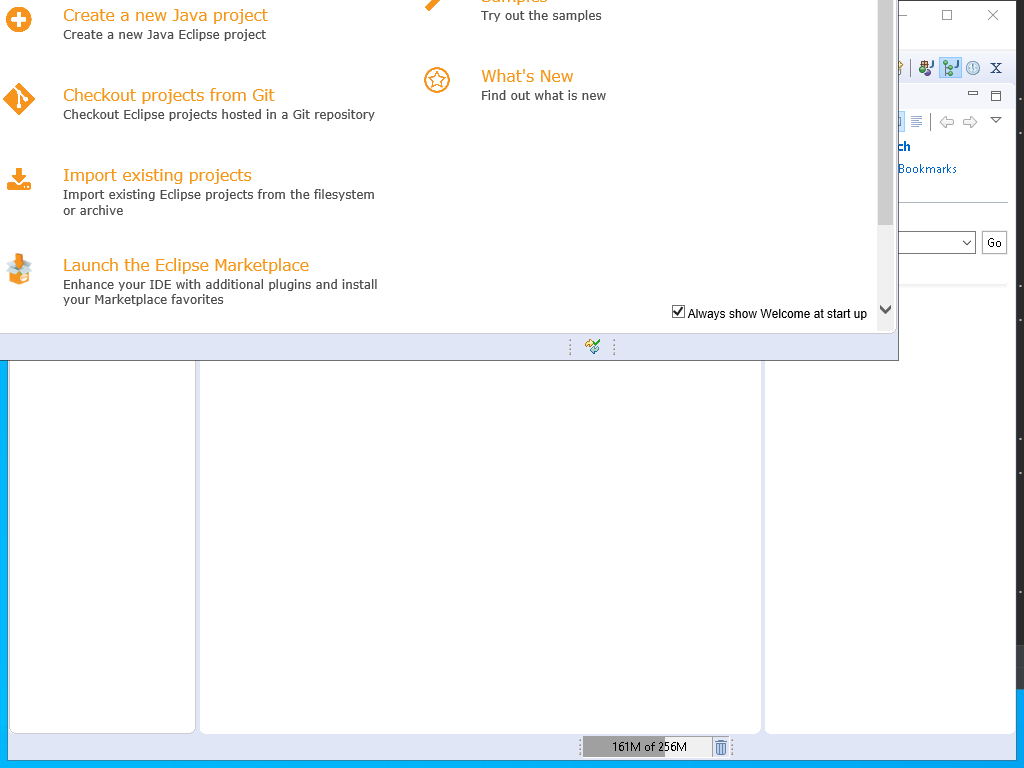 Create a new Java project
Create a new Java Eclipse project
Checkout projects from Git
Checkout Eclipse projects hosted in a Git repository
Import existing projects
Import existing Eclipse projects from the filesystem
or archive
Launch the Eclipse Marketplace
Enhance your IDE with additional plugins and install
your Marketplace favorites
Samples
Try out the samples
What's New
Find out what is new
Always show Welcome at start up
ch
Bookmarks
Go
161M of 256M